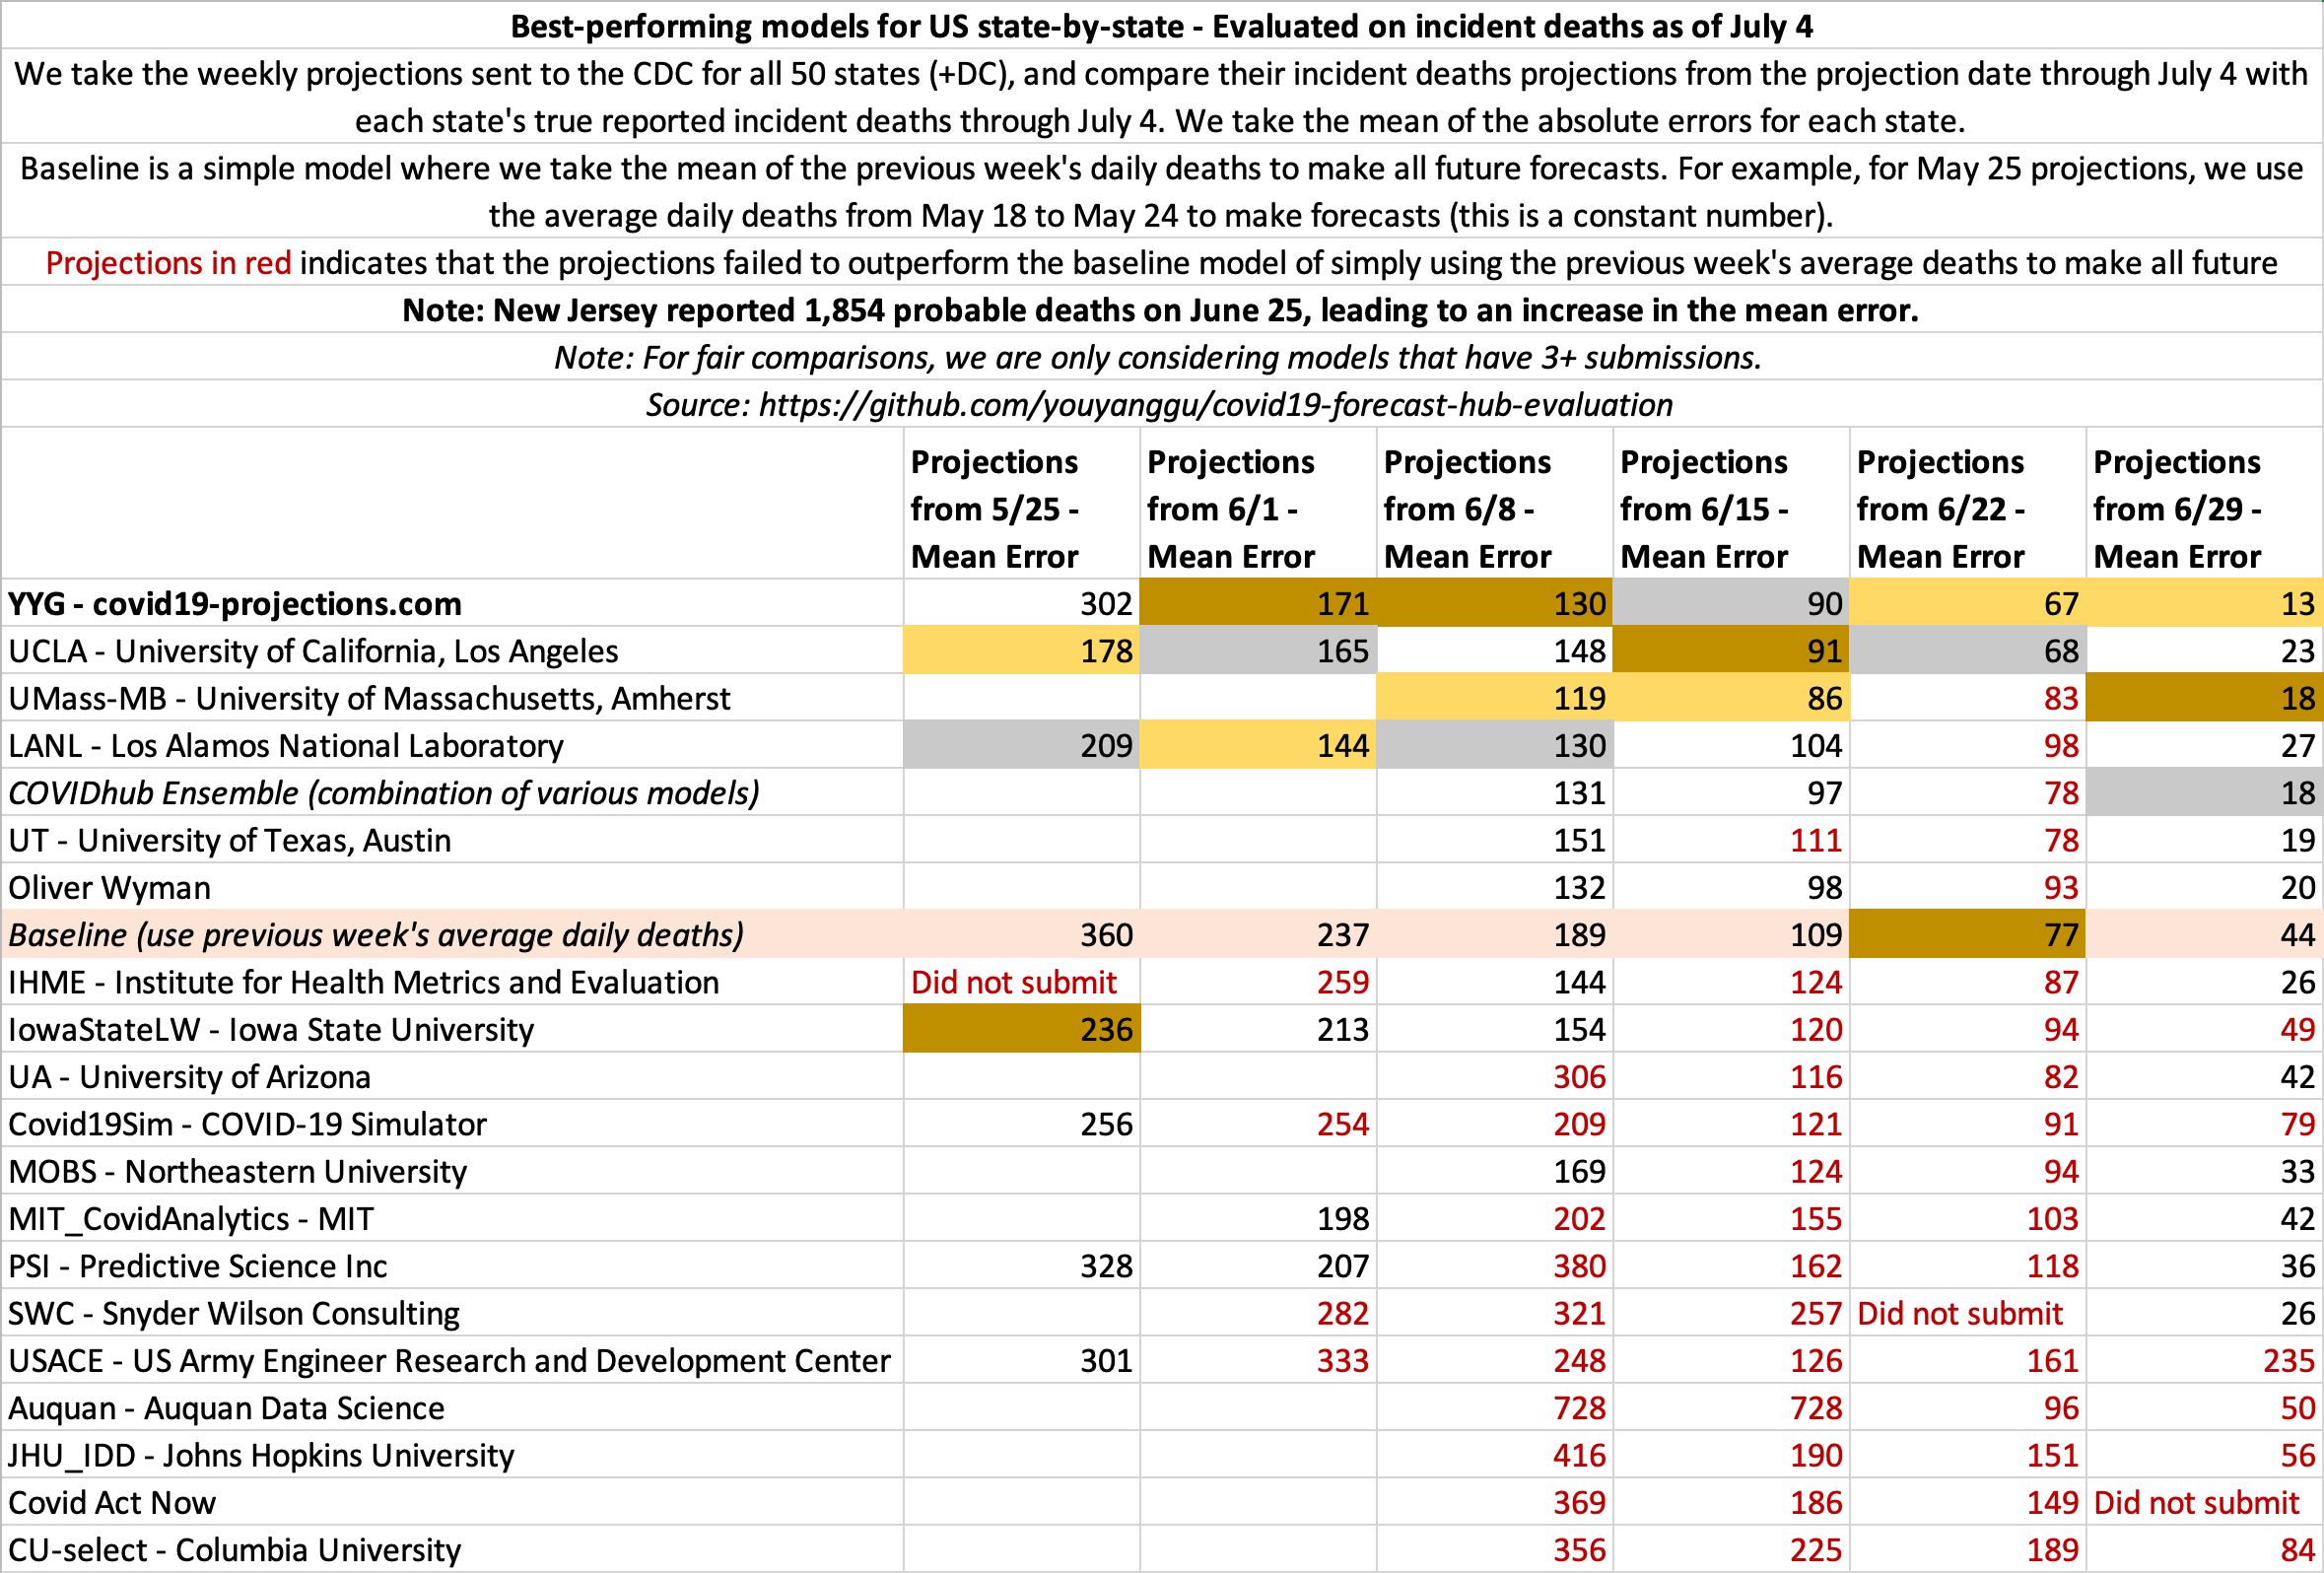 Best-performing models for US state-by-state - Evaluated on incident deaths as of July 4
We take the weekly projections sent to the CDC for all 50 states (+DC), and compare their incident deaths projections from the projection date through July 4 with
each state's true reported incident deaths through July 4. We take the mean of the absolute errors for each state.
Baseline is a simple model where we take the mean of the previous week's daily deaths to make all future forecasts. For example, for May 25 projections, we use
the average daily deaths from May 18 to May 24 to make forecasts (this is a constant number).
Projections in red indicates that the projections failed to outperform the baseline model of simply using the previous week's average deaths to make all future
Note: New Jersey reported 1,854 probable deaths on June 25, leading to an increase in the mean error.
Note: For fair comparisons, we are only considering models that have 3+ submissions.
Source: https://github.com/youyanggu/covid19-forecast-hub-evaluation
Projections Projections Projections Projections Projections Projections
from 5/25 - from 6/1 - from 6/8 - from 6/15 - from 6/22 - from 6/29 -
Mean Error Mean Error Mean Error Mean Error Mean Error Mean Error
YYG - covid19-projections.com 302 171 130 90 67 13
UCLA - University of California, Los Angeles 178 165 148 91 68 23
UMass-MB - University of Massachusetts, Amherst 119 86 83 18
LANL - Los Alamos National Laboratory 209 144 130 104 98 27
COVIDhub Ensemble (combination of various models) 131 97 78 18
UT - University of Texas, Austin 151 111 78 19
Oliver Wyman 132 98 93 20
Baseline (use previous week's average daily deaths) 360 237 189 109 77 44
IHME - Institute for Health Metrics and Evaluation Did not submit 259 144 124 87 26
IowaStateLW - Iowa State University 236 213 154 120 94 49
UA - University of Arizona 306 116 82 42
Covid19Sim - COVID-19 Simulator 256 254 209 121 91 79
MOBS - Northeastern University 169 124 94 33
MIT_CovidAnalytics - MIT 198 202 155 103 42
PSI - Predictive Science Inc 328 207 380 162 118 36
SWC - Snyder Wilson Consulting 282 321 257 Did not submit 26
USACE - US Army Engineer Research and Development Center 301 333 248 126 161 235
Auquan - Auquan Data Science 728 728 96 50
JHU_IDD - Johns Hopkins University 416 190 151 56
Covid Act Now 369 186 149 Did not submit
CU-select - Columbia University 356 225 189 84